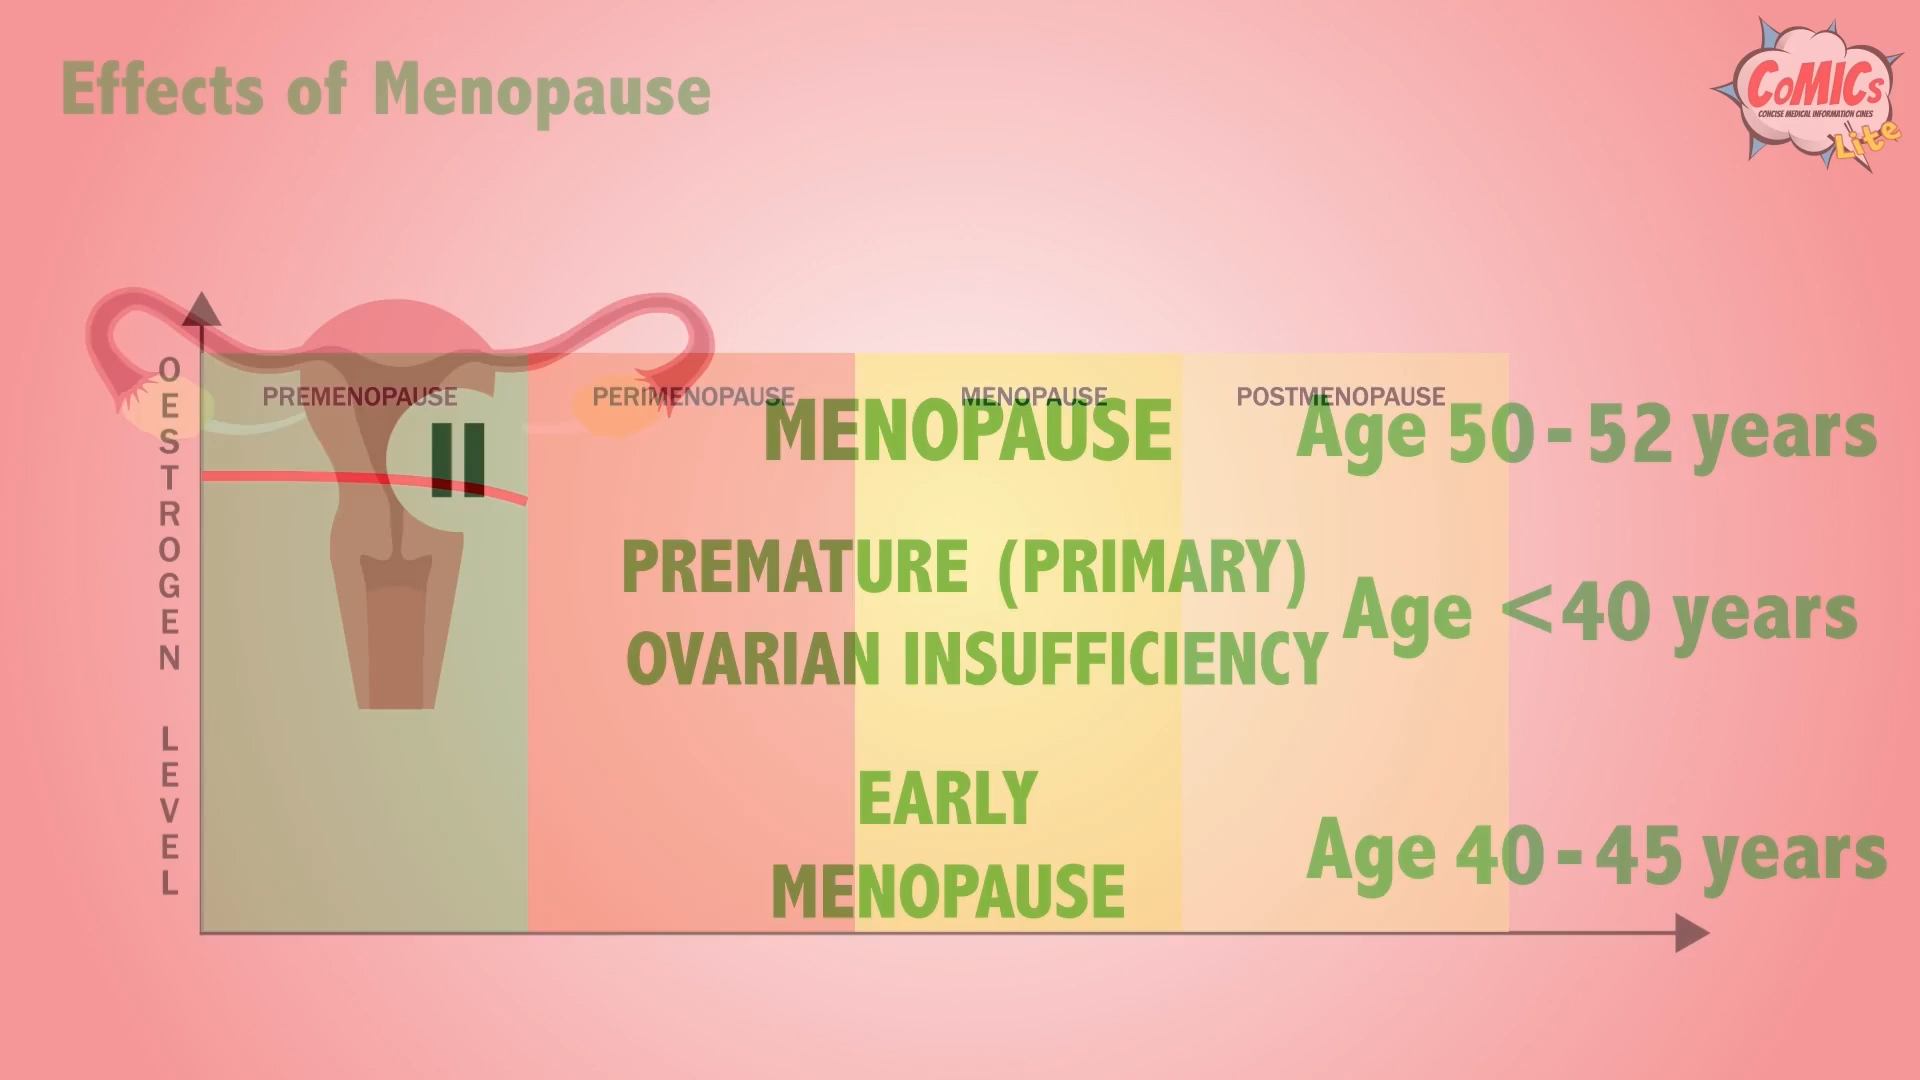 Effects of Menopause
CoMICs
CONCISE MEDICAL INFORMATION CINES
Lite
OESTROGEN LEVEL
PREMENOPAUSE
PERIMENOPAUSE
MENOPAUSE
POSTMENOPAUSE
MENOPAUSE
Age 50-52 years
PREMATURE (PRIMARY)
OVARIAN INSUFFICIENCY
Age <40 years
EARLY
MENOPAUSE
Age 40-45 years